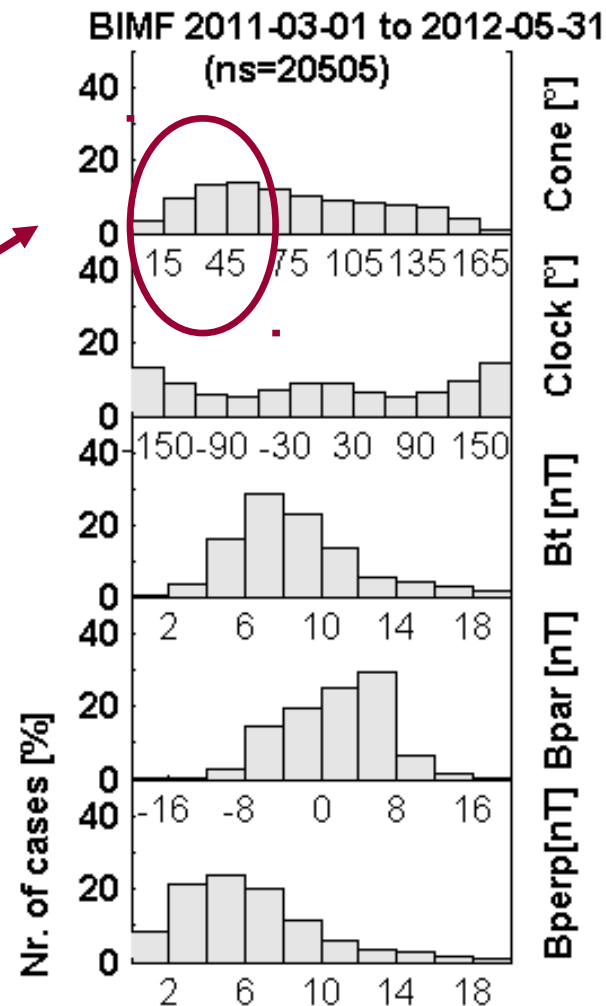 BIMF 2011-03-01 to 2012-05-31
(ns=20505)
40
20
0
Cone [°]
15 45 75 105 135 165
40
20
0
Clock [°]
-150 -90 -30 30 90 150
40
20
0
Bt [nT]
2 6 10 14 18
40
20
0
Bpar [nT]
-16 -8 0 8 16
40
20
0
Bperp[nT]
2 6 10 14 18
Nr. of cases [%]